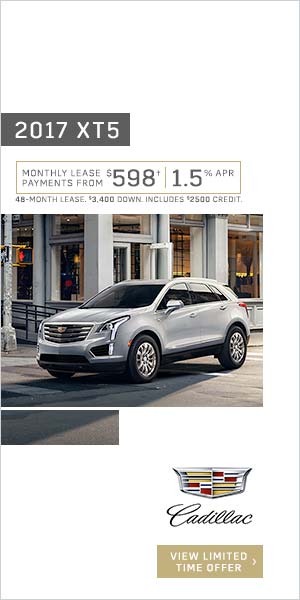 2017 XT5
MONTHLY LEASE
PAYMENTS FROM
$598† | 1.5% APR
48-MONTH LEASE. $3,400 DOWN. INCLUDES $2500 CREDIT.
Cadillac
VIEW LIMITED
TIME OFFER ›